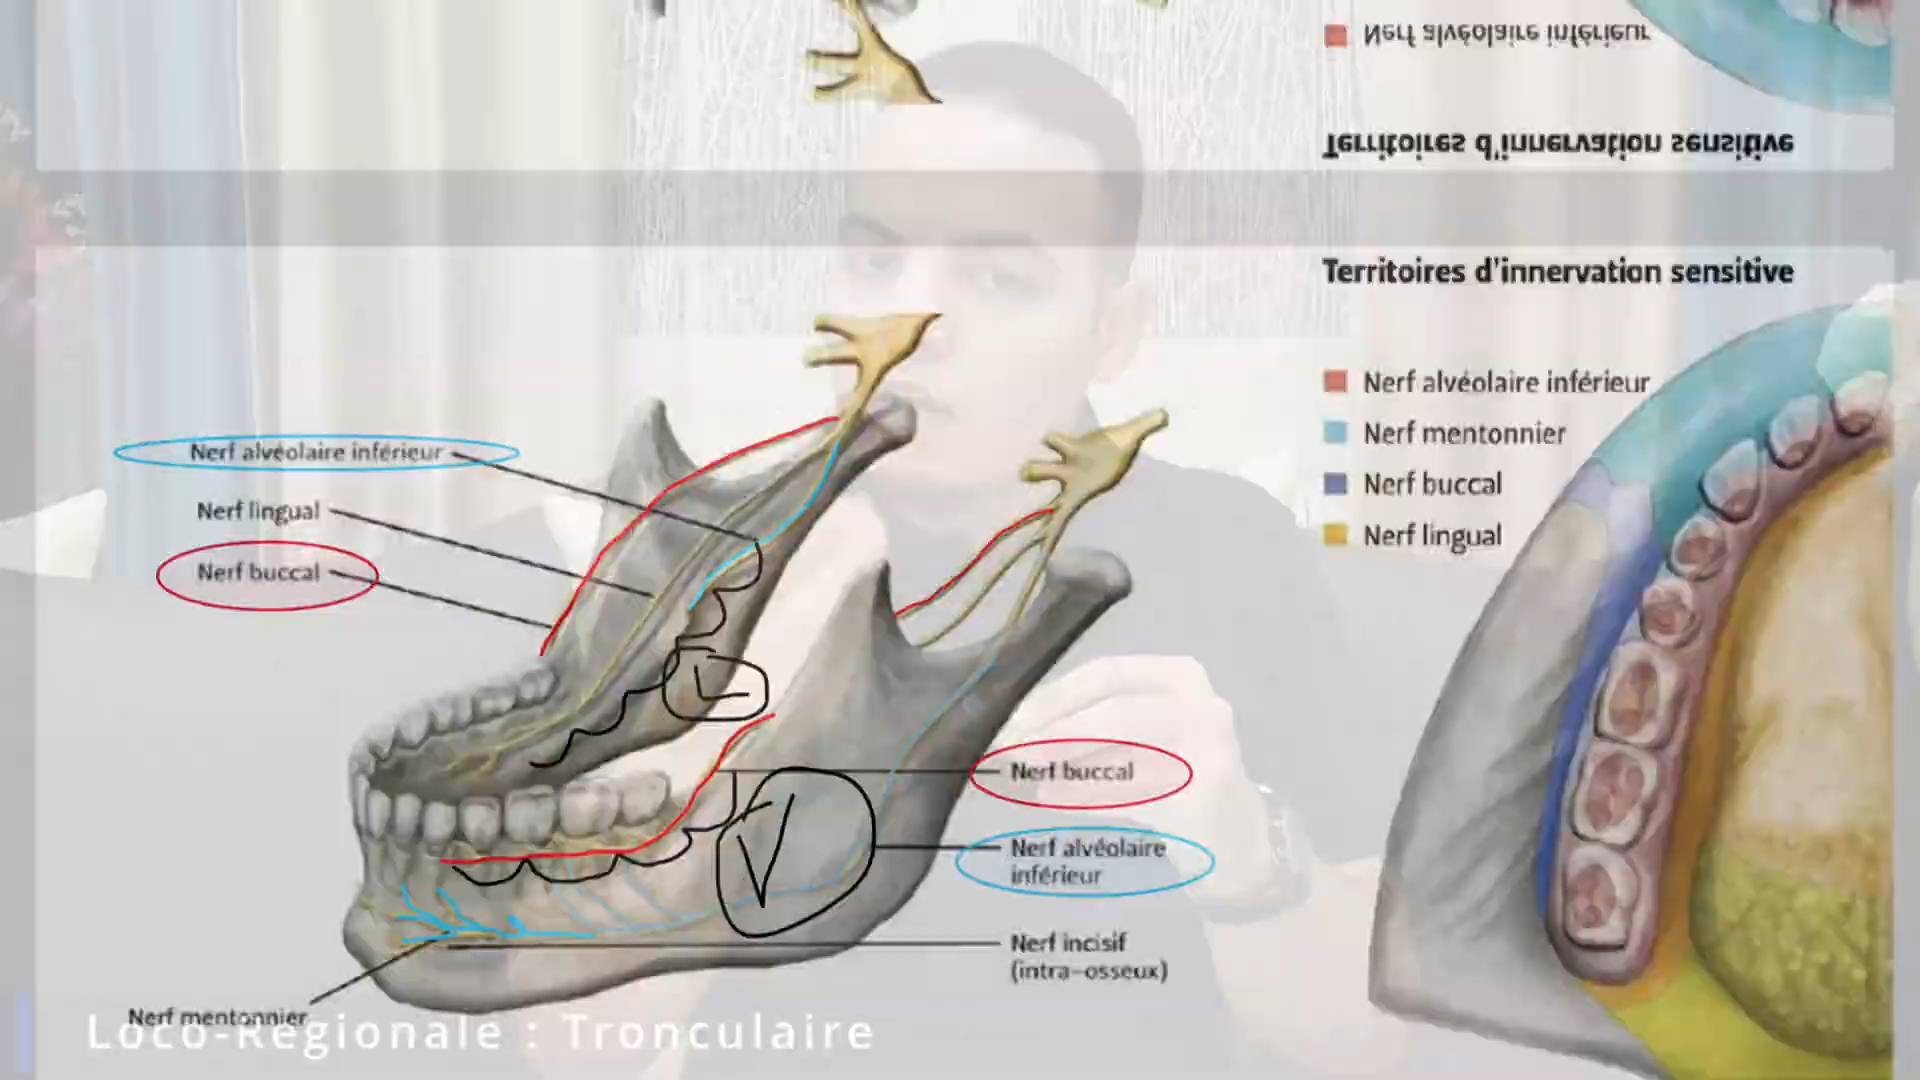 Nerf alvéolaire inférieur
Territoires d'innervation sensitive
Territoires d'innervation sensitive
Nerf alvéolaire inférieur
Nerf mentonnier
Nerf buccal
Nerf lingual
Nerf alvéolaire inférieur
Nerf lingual
Nerf buccal
L
V
Nerf buccal
Nerf alvéolaire
inférieur
Nerf incisif
(intra-osseux)
Nerf mentonnier
Loco-Regionale : Tronculaire